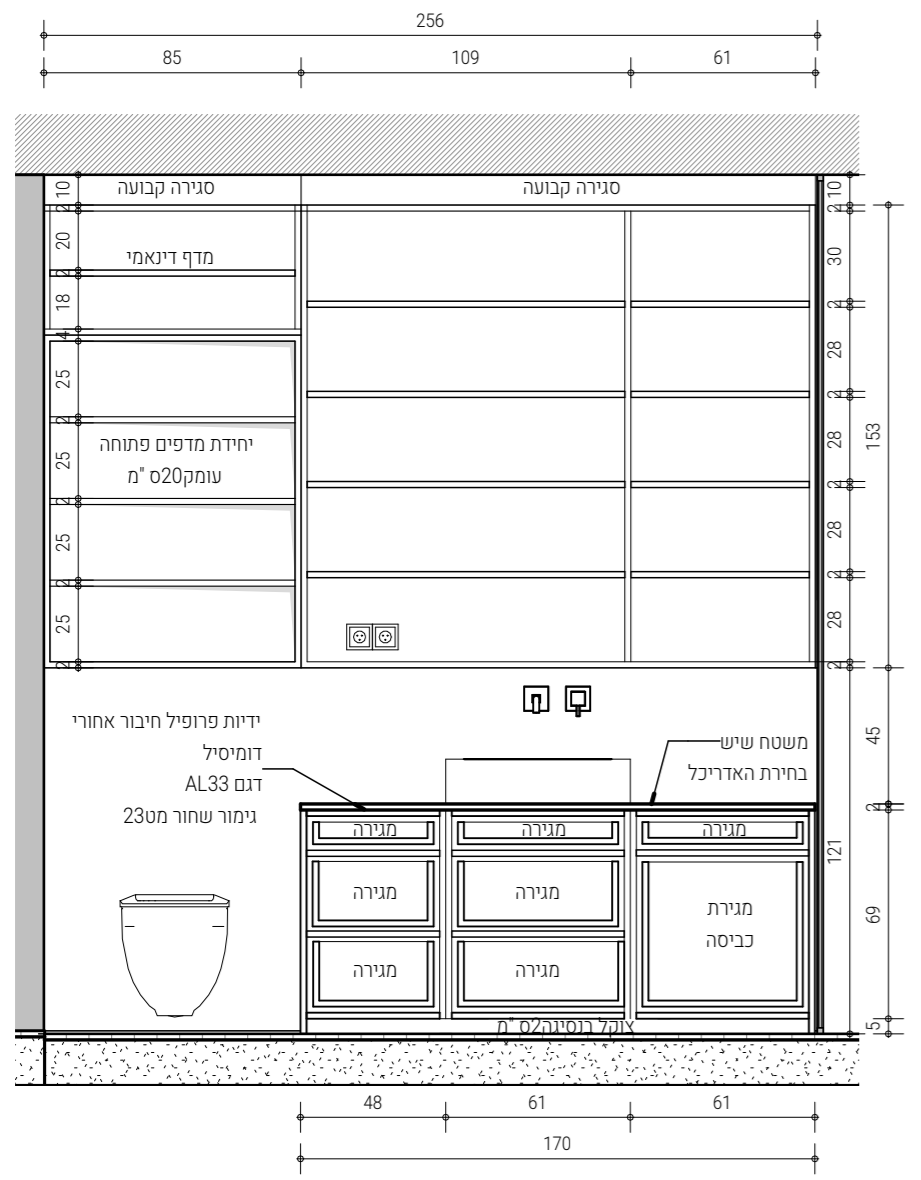 256
85 109 61
סגירה קבועה
סגירה קבועה
10
2
20
2
18
4
25
2
25
2
25
2
25
2
מדף דינאמי
יחידת מדפים פתוחה
עומק20ס "מ
10
2
30
2
28
2
28
2
28
2
28
2
153
45
2
69
5
121
ידיות פרופיל חיבור אחורי
דומיסיל
דגם AL33
גימור שחור מט23
משטח שיש
בחירת האדריכל
מגירה מגירה מגירה
מגירה מגירה
מגירת
כביסה
מגירה מגירה
צוקל בנסיגה2ס "מ
48 61 61
170